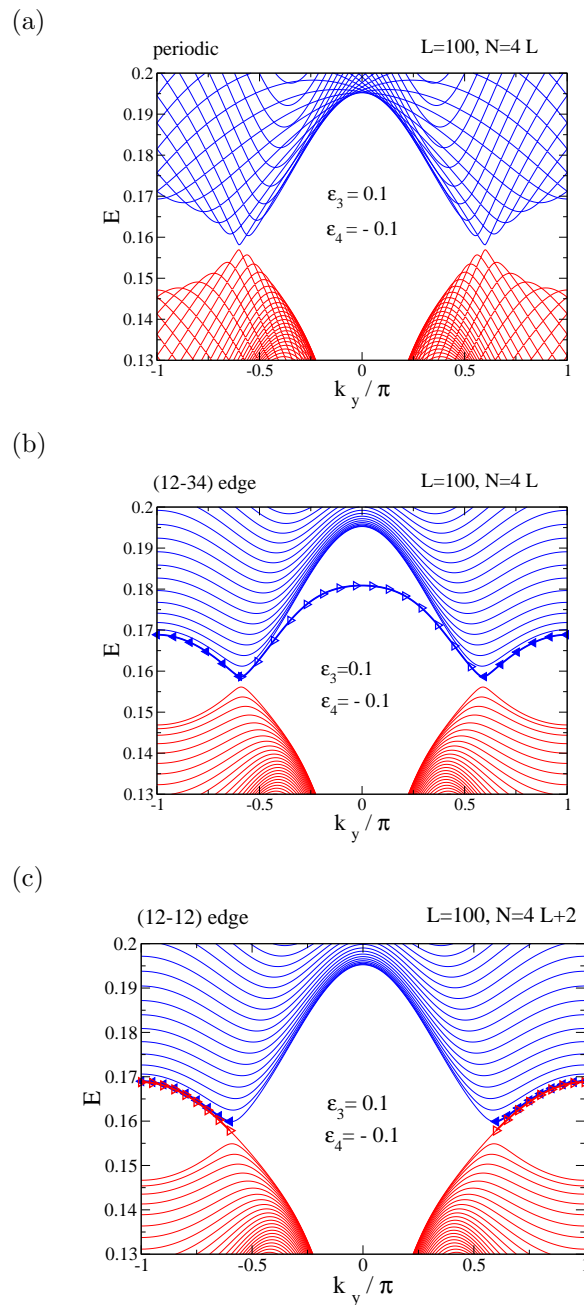 (a)
periodic L=100, N=4 L
0.2
0.19
0.18
0.17
E
0.16
0.15
0.14
0.13
ε3 = 0.1
ε4 = - 0.1
-1 -0.5 0 0.5 1
k y / π
(b)
(12-34) edge L=100, N=4 L
0.2
0.19
0.18
0.17
E
0.16
0.15
0.14
0.13
ε3=0.1
ε4= - 0.1
-1 -0.5 0 0.5 1
k y / π
(c)
(12-12) edge L=100, N=4 L+2
0.2
0.19
0.18
0.17
E
0.16
0.15
0.14
0.13
ε3= 0.1
ε4= - 0.1
-1 -0.5 0 0.5 1
k y / π